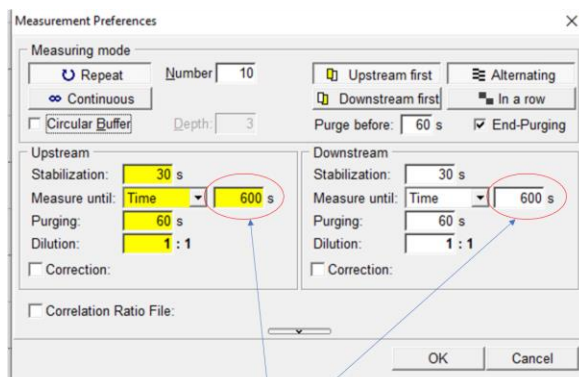 Measurement Preferences
Measuring mode
Repeat Number 10 Upstream first Alternating
Continuous Downstream first In a row
Circular Buffer Depth: 3 Purge before: 60 s End-Purging
Upstream
Stabilization: 30 s
Measure until: Time 600 s
Purging: 60 s
Dilution: 1 : 1
Correction:
Downstream
Stabilization: 30 s
Measure until: Time 600 s
Purging: 60 s
Dilution: 1 : 1
Correction:
Correlation Ratio File:
OK Cancel